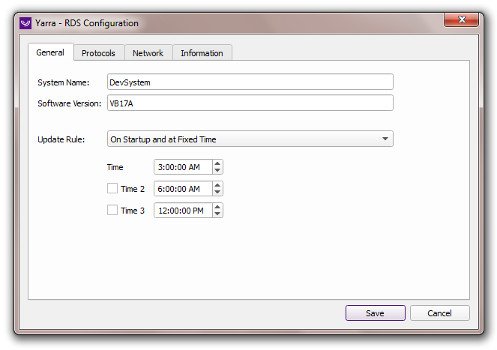 Yarra - RDS Configuration
General Protocols Network Information
System Name: DevSystem
Software Version: VB17A
Update Rule: On Startup and at Fixed Time
Time 3:00:00 AM
Time 2 6:00:00 AM
Time 3 12:00:00 PM
Save Cancel